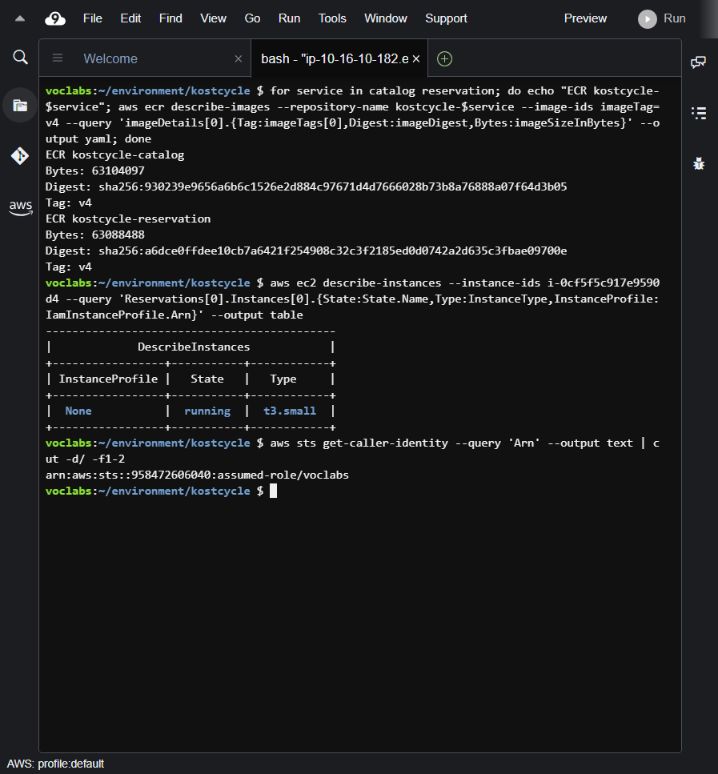 File Edit Find View Go Run Tools Window Support Preview Run
Welcome × bash - "ip-10-16-10-182.e ×
voclabs:~/environment/kostcycle $ for service in catalog reservation; do echo "ECR kostcycle-
$service"; aws ecr describe-images --repository-name kostcycle-$service --image-ids imageTag=
v4 --query 'imageDetails[0].{Tag:imageTags[0],Digest:imageDigest,Bytes:imageSizeInBytes}' --o
utput yaml; done
ECR kostcycle-catalog
Bytes: 63104097
Digest: sha256:930239e9656a6b6c1526e2d884c97671d4d7666028b73b8a76888a07f64d3b05
Tag: v4
ECR kostcycle-reservation
Bytes: 63088488
Digest: sha256:a6dce0ffdee10cb7a6421f254908c32c3f2185ed0d0742a2d635c3fbae09700e
Tag: v4
voclabs:~/environment/kostcycle $ aws ec2 describe-instances --instance-ids i-0cf5f5c917e9590
d4 --query 'Reservations[0].Instances[0].{State:State.Name,Type:InstanceType,InstanceProfile:
IamInstanceProfile.Arn}' --output table
-------------------------------------------
|            DescribeInstances            |
+------------------+-----------+------------+
| InstanceProfile |   State   |   Type     |
+------------------+-----------+------------+
|  None           |  running  |  t3.small  |
+------------------+-----------+------------+
voclabs:~/environment/kostcycle $ aws sts get-caller-identity --query 'Arn' --output text | c
ut -d/ -f1-2
arn:aws:sts::958472606040:assumed-role/voclabs
voclabs:~/environment/kostcycle $
aws
AWS: profile:default